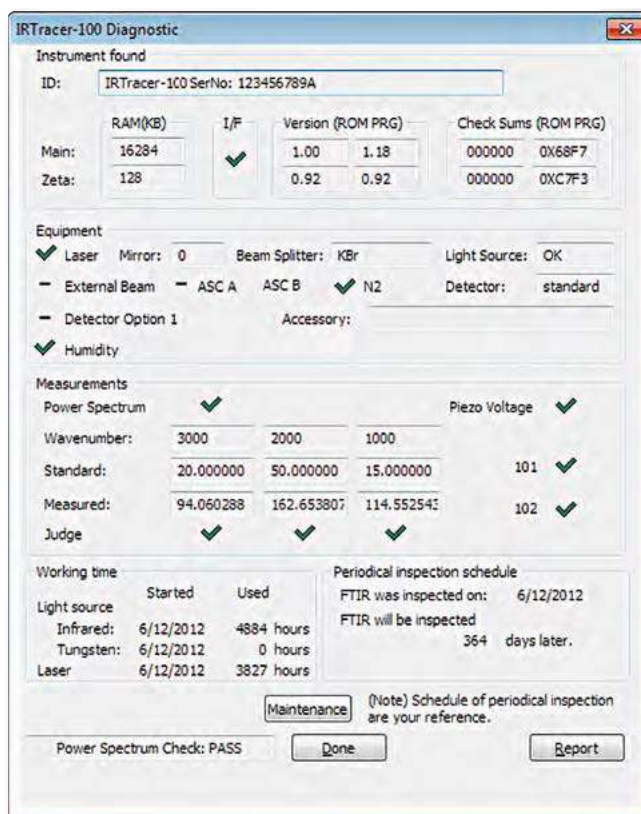 IRTracer-100 Diagnostic
Instrument found
ID: IRTracer-100 SerNo: 123456789A
RAM(KB) I/F Version (ROM PRG) Check Sums (ROM PRG)
Main: 16284 1.00 1.18 000000 0X68F7
Zeta: 128 0.92 0.92 000000 0XC7F3
Equipment
Laser Mirror: 0 Beam Splitter: KBr Light Source: OK
External Beam ASC A ASC B N2 Detector: standard
Detector Option 1 Accessory:
Humidity
Measurements
Power Spectrum Piezo Voltage
Wavenumber: 3000 2000 1000
Standard: 20.000000 50.000000 15.000000 101
Measured: 94.060288 162.653807 114.552543 102
Judge
Working time
Started Used
Light source
Infrared: 6/12/2012 4884 hours
Tungsten: 6/12/2012 0 hours
Laser 6/12/2012 3827 hours
Periodical inspection schedule
FTIR was inspected on: 6/12/2012
FTIR will be inspected
364 days later.
Maintenance (Note) Schedule of periodical inspection
are your reference.
Power Spectrum Check: PASS Done Report